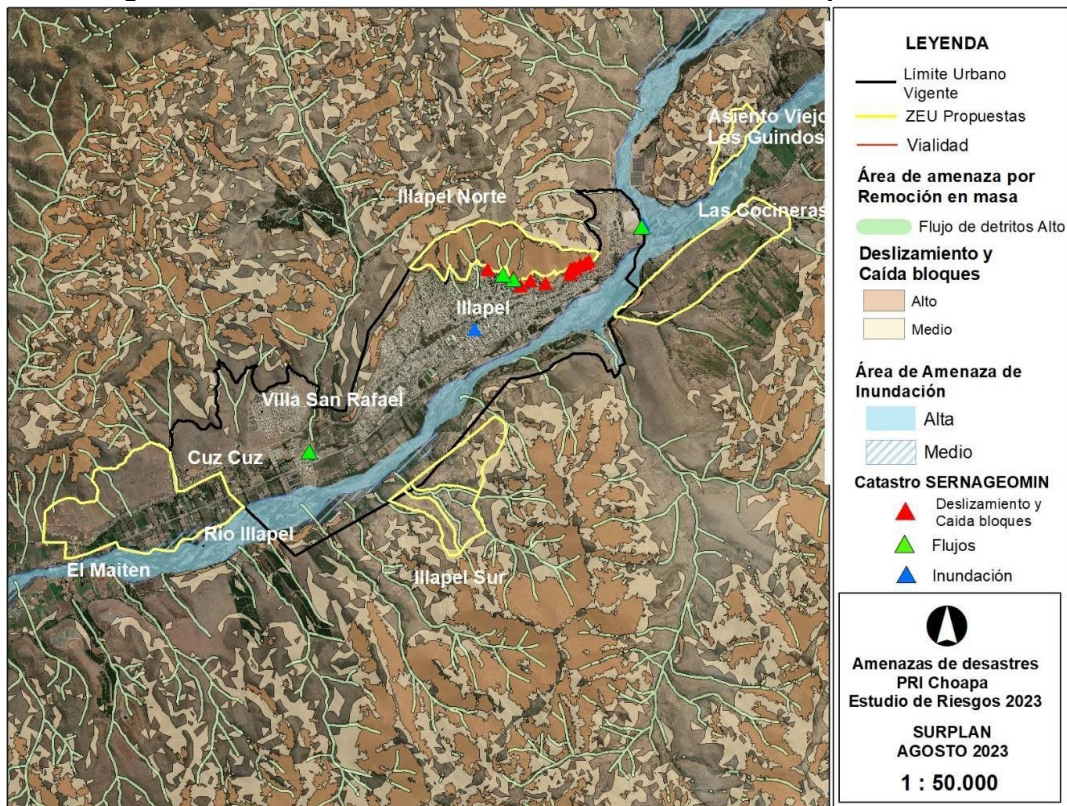 Asiento Viejo
Los Guindos
Illapel Norte
Las Cocineras
Illapel
Villa San Rafael
Cuz Cuz
Rio Illapel
El Maiten
Illapel Sur
LEYENDA
Límite Urbano
Vigente
ZEU Propuestas
Vialidad
Área de amenaza por
Remoción en masa
Flujo de detritos Alto
Deslizamiento y
Caída bloques
Alto
Medio
Área de Amenaza de
Inundación
Alta
Medio
Catastro SERNAGEOMIN
Deslizamiento y
Caida bloques
Flujos
Inundación
Amenazas de desastres
PRI Choapa
Estudio de Riesgos 2023
SURPLAN
AGOSTO 2023
1 : 50.000